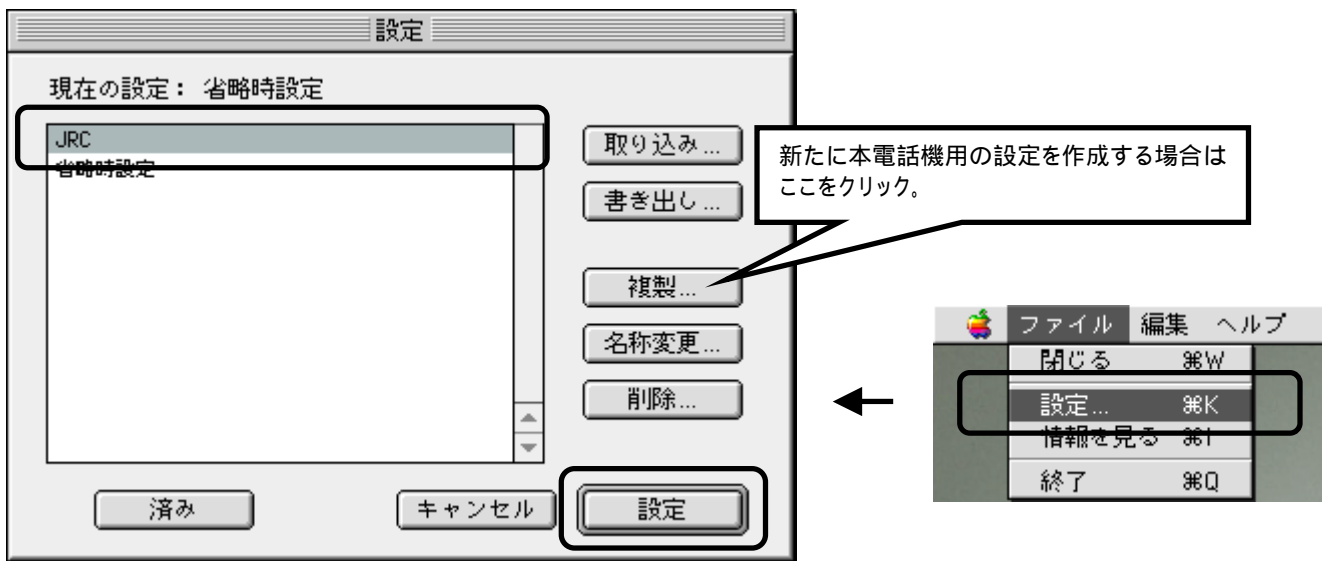 設定
現在の設定： 省略時設定
JRC
省略時設定
取り込み...
書き出し...
複製...
名称変更...
削除...
済み
キャンセル
設定
新たに本電話機用の設定を作成する場合は
ここをクリック。
ファイル 編集 ヘルプ
閉じる ⌘W
設定... ⌘K
情報を見る ⌘I
終了 ⌘Q